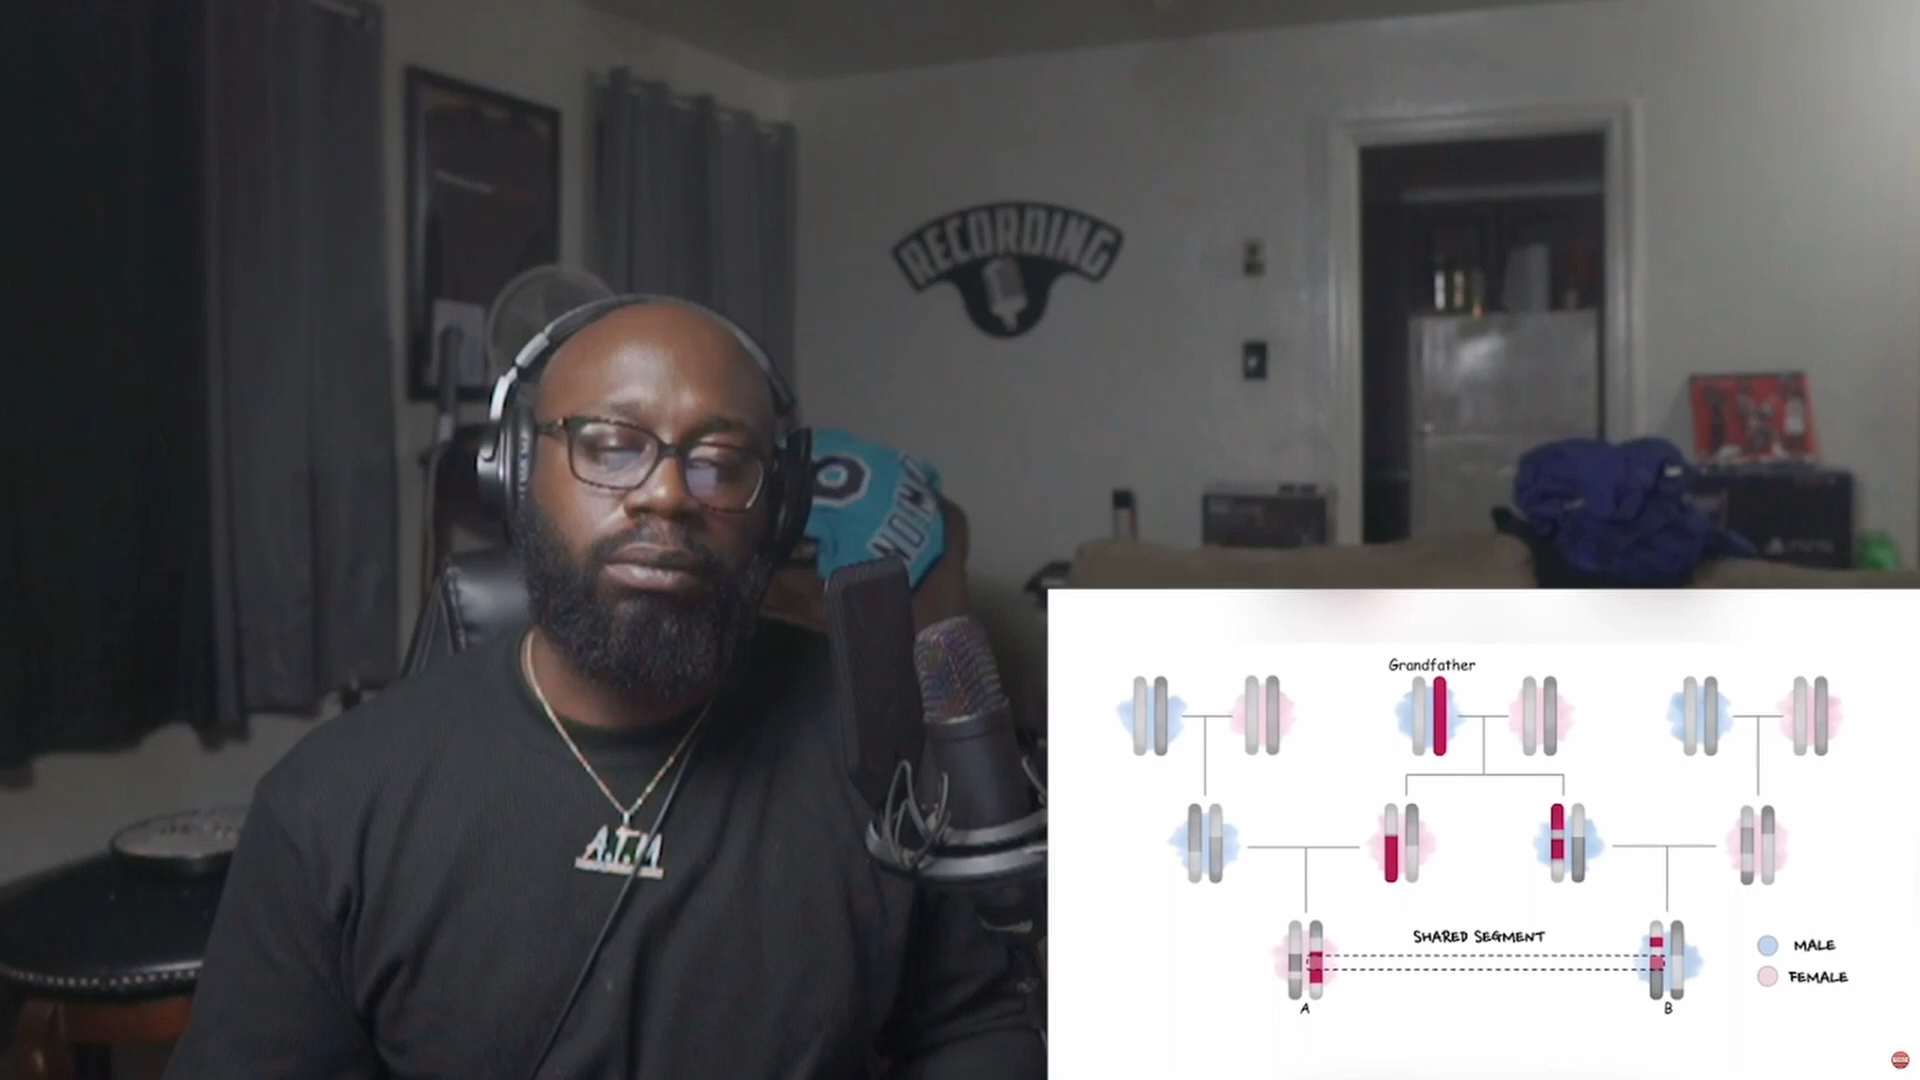 RECORDING
A.T.M
Grandfather
SHARED SEGMENT
MALE
FEMALE
A
B